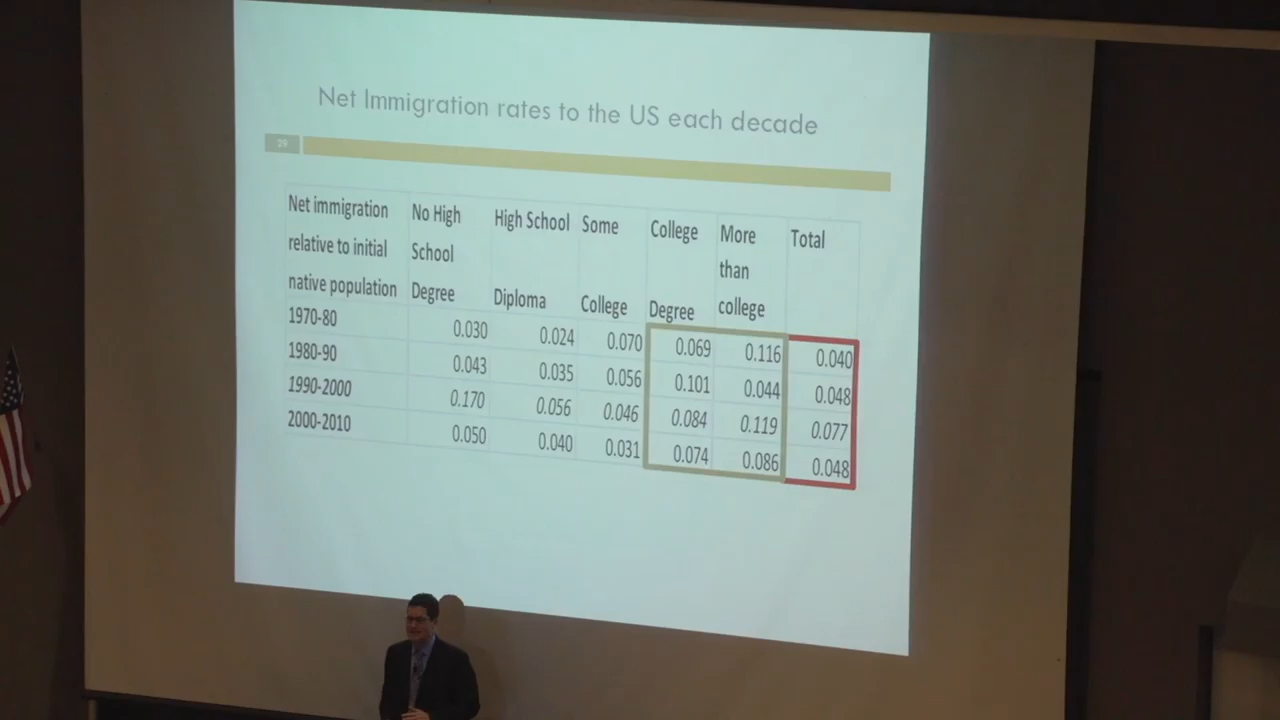 Net Immigration rates to the US each decade
29
Net immigration relative to initial native population No High School Degree High School Diploma Some College College Degree More than college Total
1970-80 0.030 0.024 0.070 0.069 0.116 0.040
1980-90 0.043 0.035 0.056 0.101 0.044 0.048
1990-2000 0.170 0.056 0.046 0.084 0.119 0.077
2000-2010 0.050 0.040 0.031 0.074 0.086 0.048